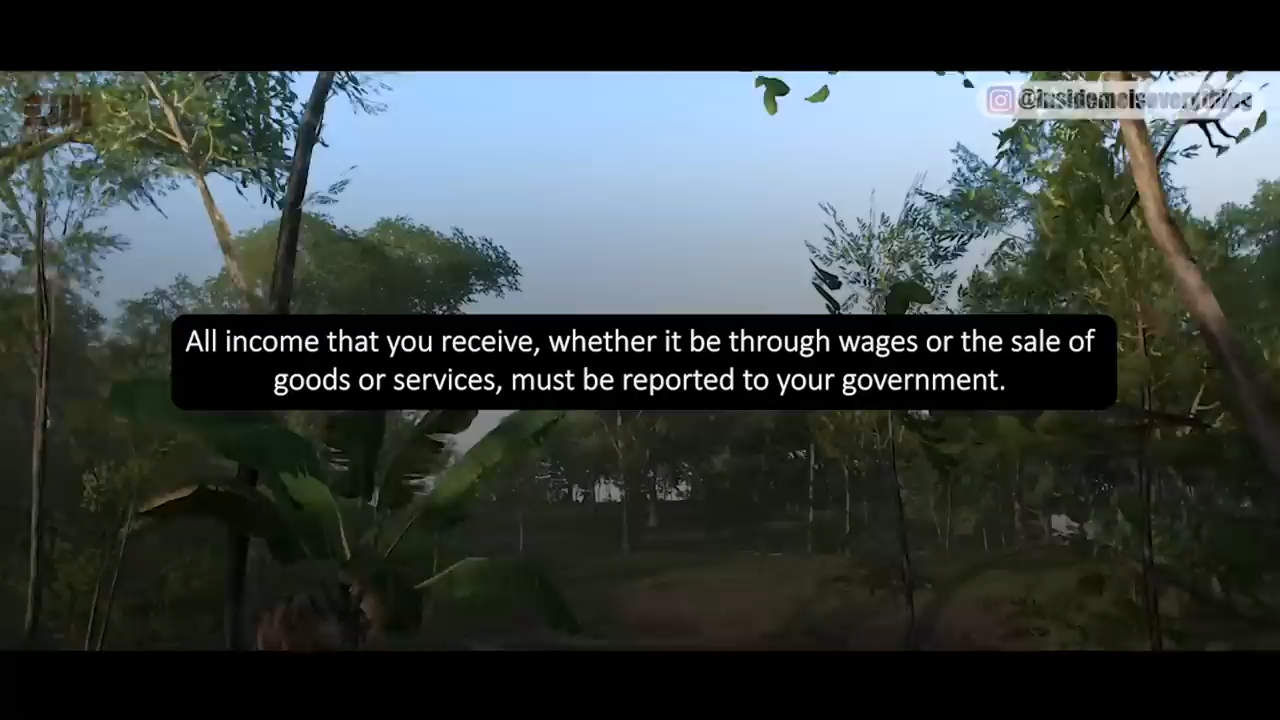 @insidemeiseverything
All income that you receive, whether it be through wages or the sale of
goods or services, must be reported to your government.